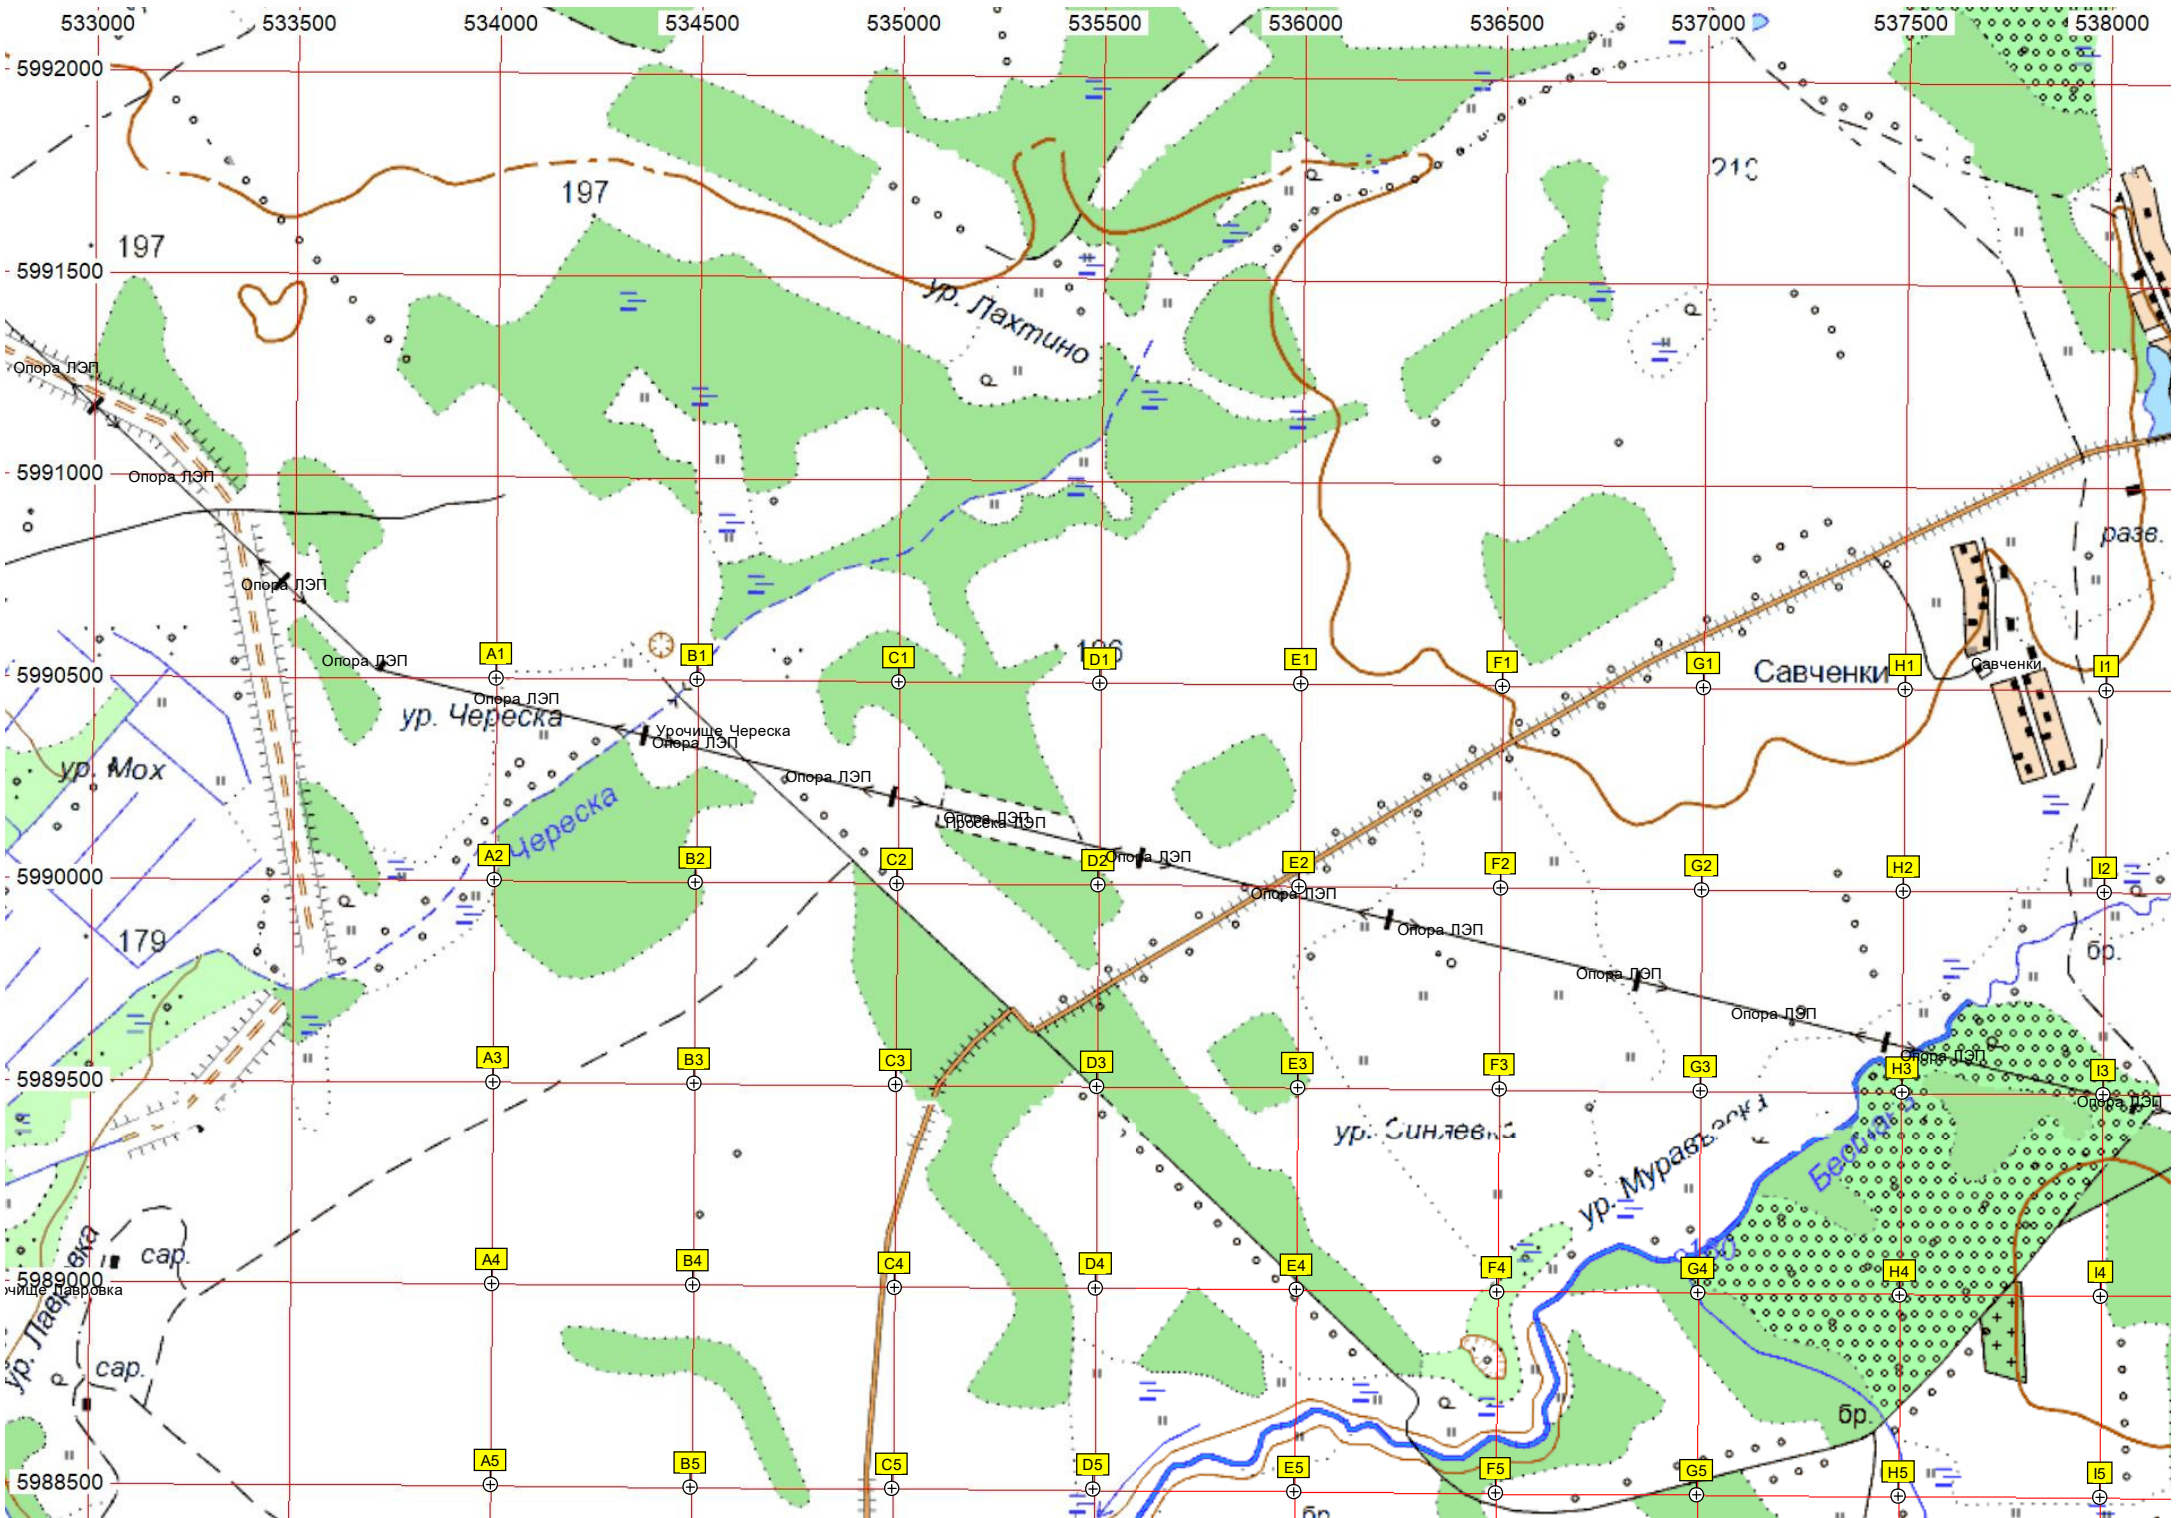 533000 533500 534000 534500 535000 535500 536000 536500 537000 537500 538000
5992000
197
197
5991500
ур. Лахтино
Опора ЛЭП
Опора ЛЭП
5991000
разв.
Опора ЛЭП
Опора ЛЭП
A1 B1 C1 D1 E1 F1 G1 H1 I1
5990500
Савченки
Савченки
Опора ЛЭП
ур. Череска
Урочище Череска
Опора ЛЭП
ур. Мох
Опора ЛЭП
Опора ЛЭП
Просека ЛЭП
Череска
Опора ЛЭП
A2 B2 C2 D2 E2 F2 G2 H2 I2
5990000
Опора ЛЭП
Опора ЛЭП
179
бр.
Опора ЛЭП
Опора ЛЭП
Опора ЛЭП
A3 B3 C3 D3 E3 F3 G3 H3 I3
5989500
Опора ЛЭП
ур. Синяевка
ур. Муравьевка
сар.
A4 B4 C4 D4 E4 F4 G4 H4 I4
5989000
ур. Лавровка
сар.
бр.
A5 B5 C5 D5 E5 F5 G5 H5 I5
5988500